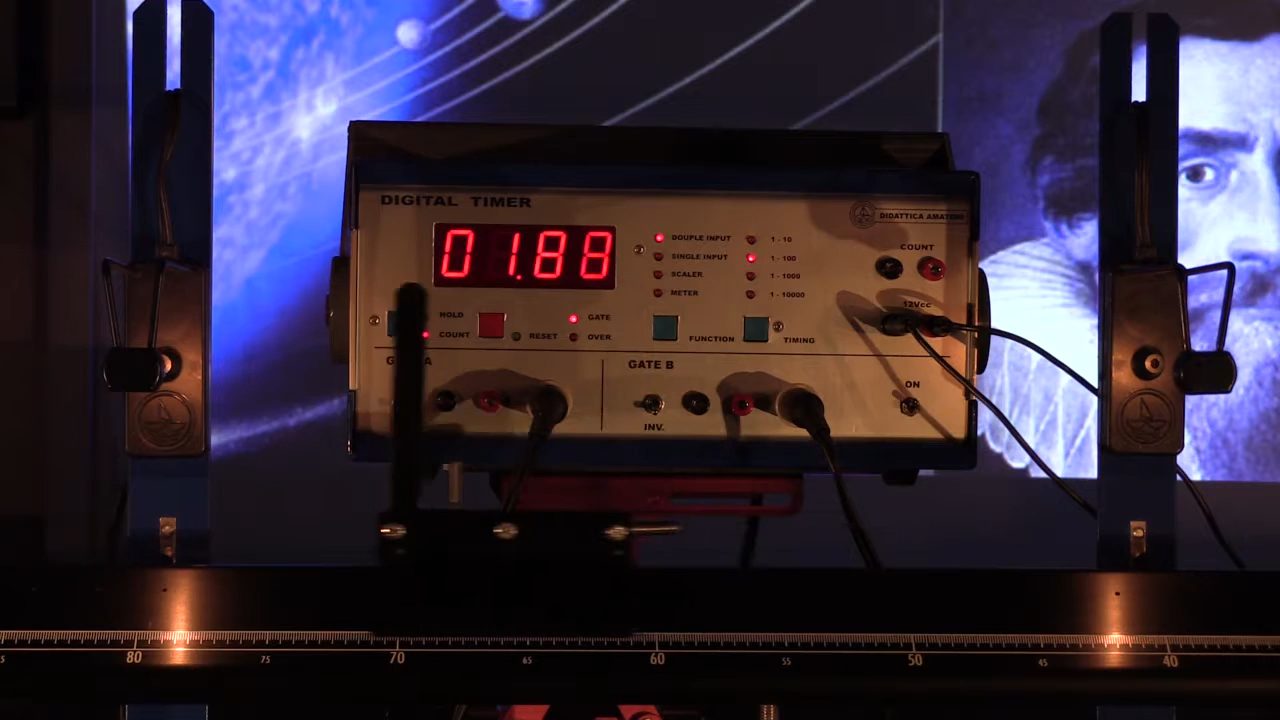 DIGITAL TIMER
DIDATTICA AMATERI
01.88
DOUPLE INPUT
1 - 10
SINGLE INPUT
1 - 100
SCALER
1 - 1000
METER
1 - 10000
COUNT
12Vcc
HOLD
GATE
COUNT
RESET
OVER
FUNCTION
TIMING
GATE B
ON
INV.
80
75
70
65
60
55
50
45
40